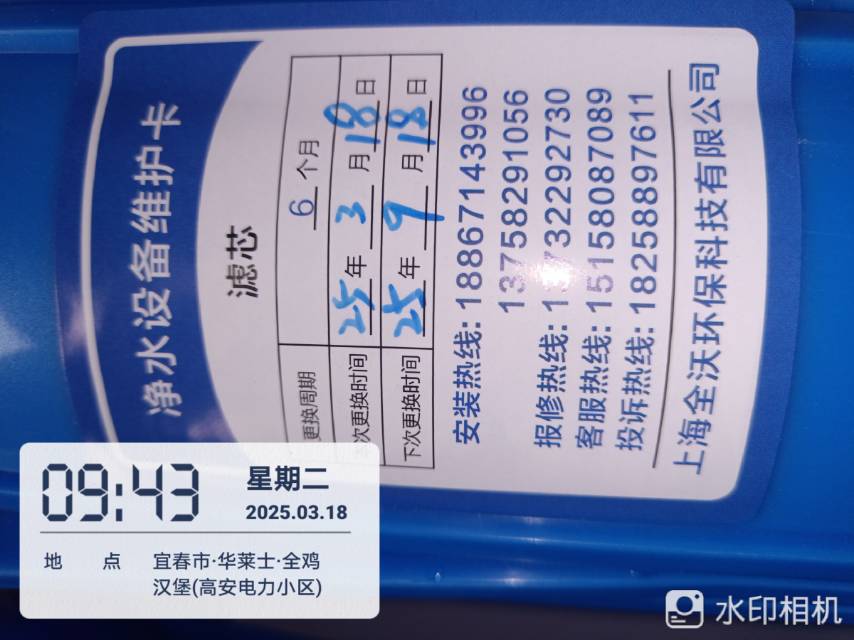 净水设备维护卡
滤芯
更换周期 6 个月
次更换时间 25 年 3 月 18 日
下次更换时间 25 年 9 月 18 日
安装热线: 18867143996
13758291056
报修热线: 732292730
客服热线: 15158087089
投诉热线: 18258897611
上海全沃环保科技有限公司
09:43
星期二
2025.03.18
地 点 宜春市·华莱士·全鸡
汉堡(高安电力小区)
水印相机